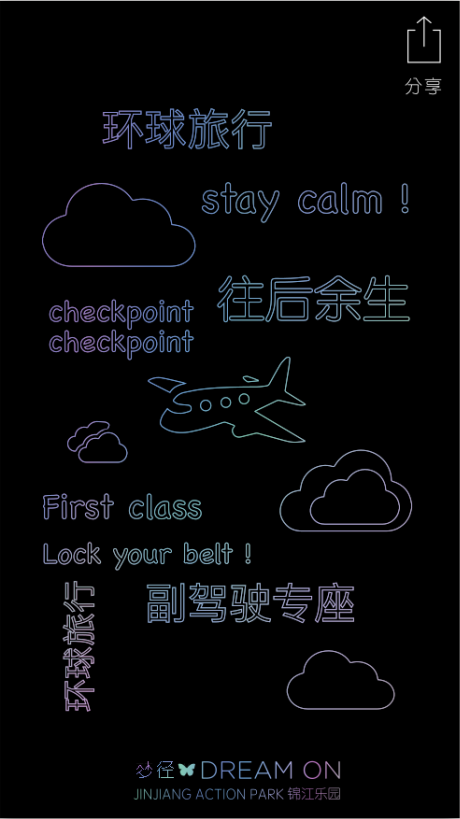 分享
环球旅行
stay calm !
往后余生
checkpoint
checkpoint
First class
Lock your belt !
环球旅行
副驾驶专座
梦径 DREAM ON
JINJIANG ACTION PARK 锦江乐园